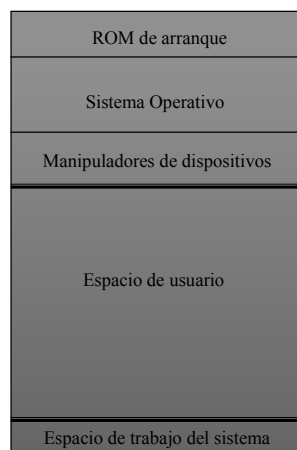 ROM de arranque
Sistema Operativo
Manipuladores de dispositivos
Espacio de usuario
Espacio de trabajo del sistema